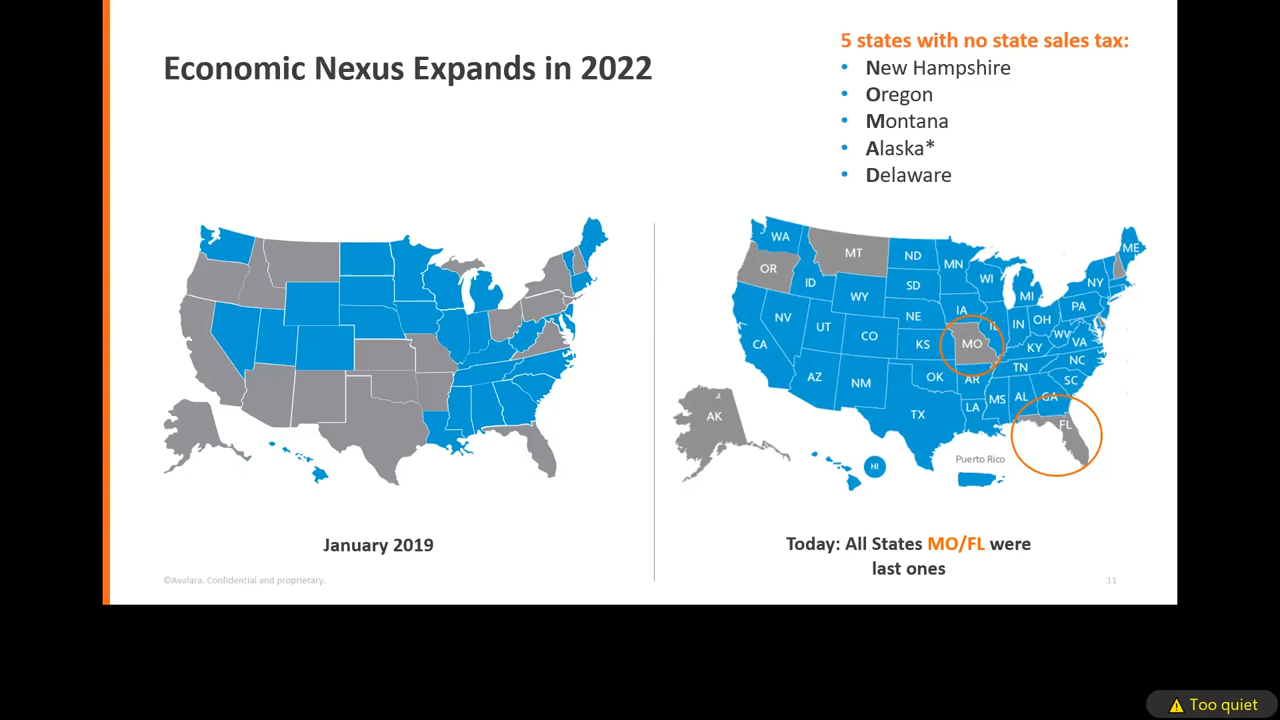 Economic Nexus Expands in 2022
5 states with no state sales tax:
• New Hampshire
• Oregon
• Montana
• Alaska*
• Delaware
WA
MT
ND
MN
ME
OR
ID
SD
WI
NY
WY
MI
NV
NE
IA
PA
UT
CO
IN
OH
CA
KS
MO
KY
WV
VA
AZ
NM
OK
AR
TN
NC
SC
TX
LA
MS
AL
GA
AK
FL
HI
Puerto Rico
January 2019
Today: All States MO/FL were
last ones
©Avalara. Confidential and proprietary.
11
⚠ Too quiet